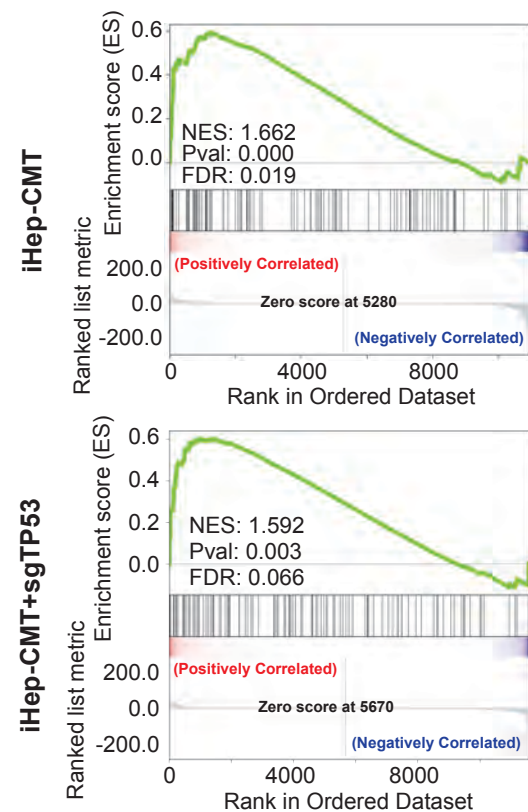 iHep-CMT
Enrichment score (ES)
0.6
0.4
0.2
0.0
NES: 1.662
Pval: 0.000
FDR: 0.019
Ranked list metric
200.0
0.0
-200.0
(Positively Correlated)
Zero score at 5280
(Negatively Correlated)
0 4000 8000
Rank in Ordered Dataset
iHep-CMT+sgTP53
Enrichment score (ES)
0.6
0.4
0.2
0.0
NES: 1.592
Pval: 0.003
FDR: 0.066
Ranked list metric
200.0
0.0
-200.0
(Positively Correlated)
Zero score at 5670
(Negatively Correlated)
0 4000 8000
Rank in Ordered Dataset